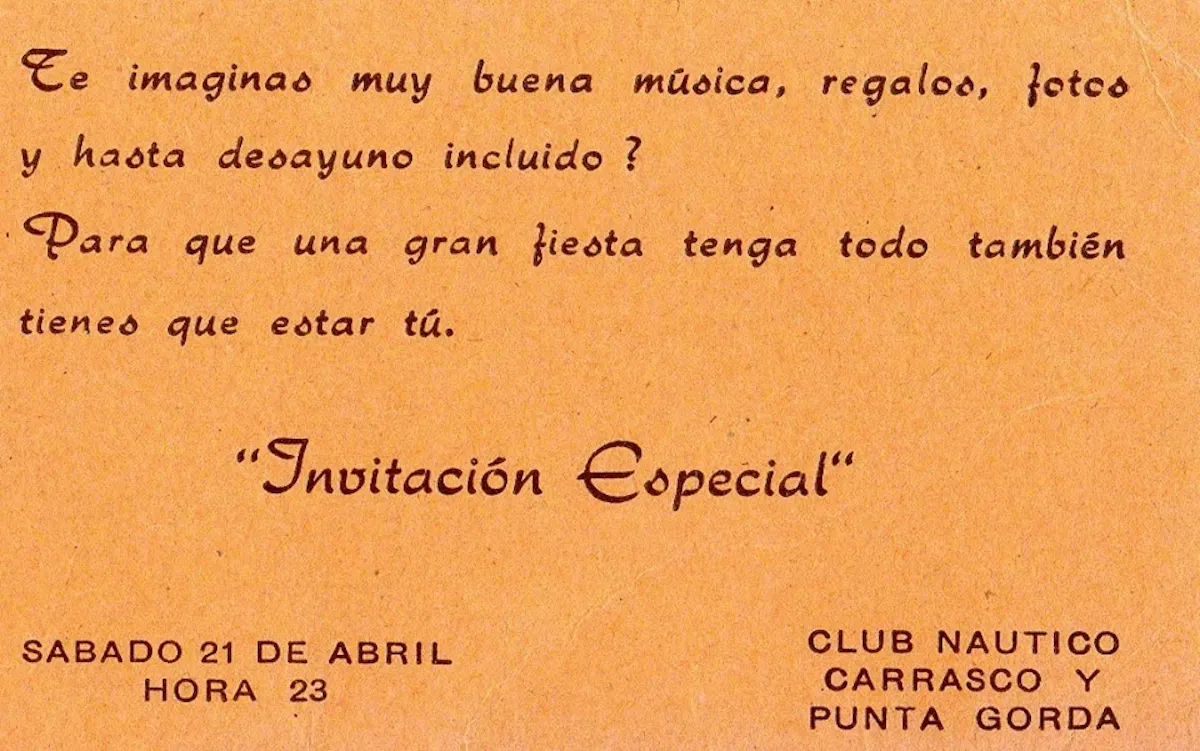 Te imaginas muy buena música, regalos, fotos
y hasta desayuno incluido ?
Para que una gran fiesta tenga todo también
tienes que estar tú.
“Invitación Especial“
SABADO 21 DE ABRIL
HORA 23
CLUB NAUTICO
CARRASCO Y
PUNTA GORDA